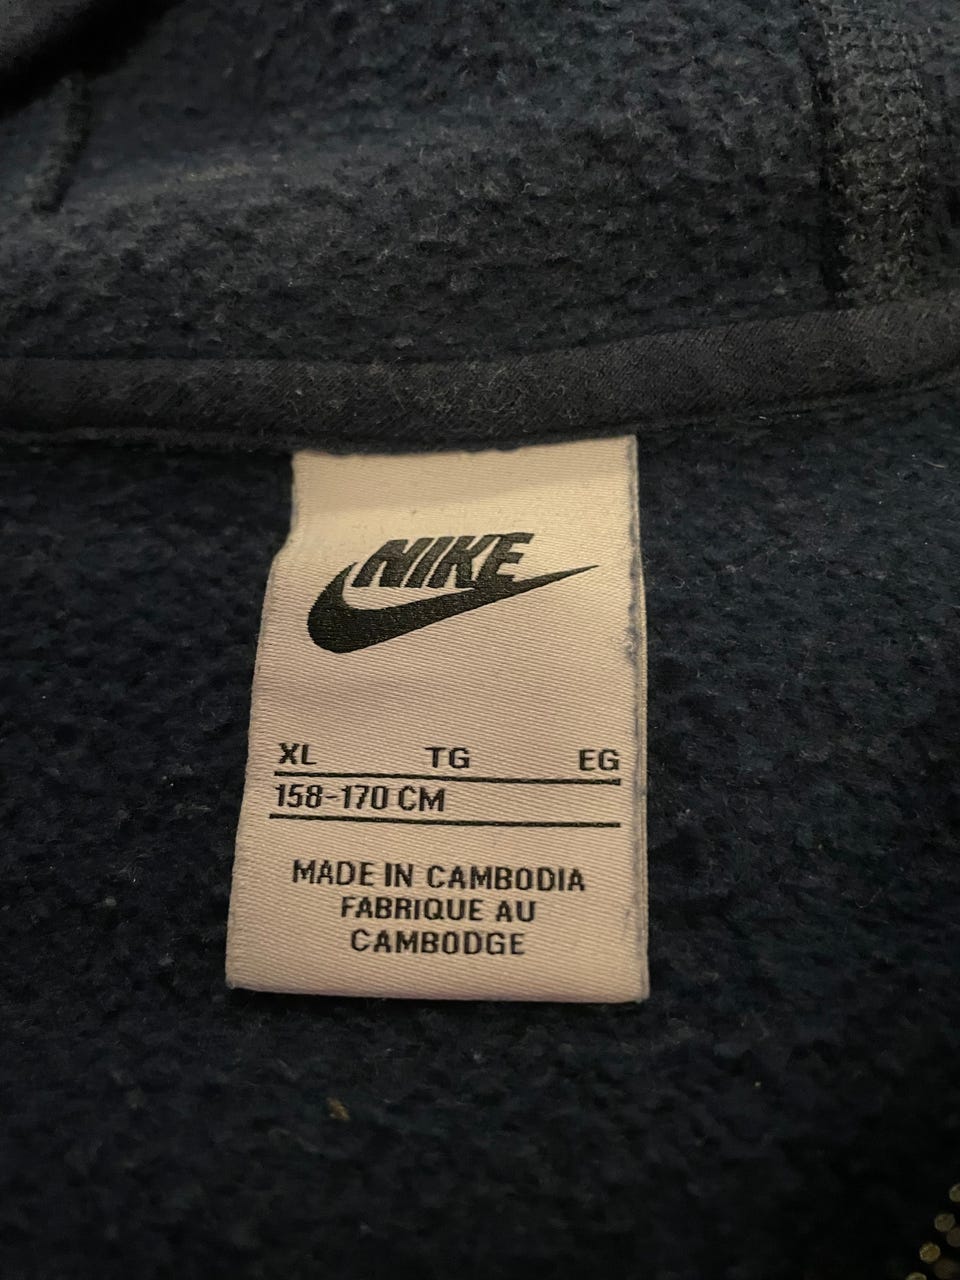 NIKE
XL TG EG
158-170 CM
MADE IN CAMBODIA
FABRIQUE AU
CAMBODGE